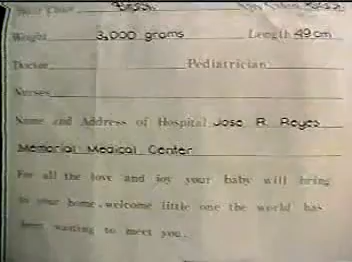 Weight 3,000 grams Length 49 cm
Doctor Pediatrician
Nurses
Name and Address of Hospital Jose R. Reyes
Memorial Medical Center
For all the love and joy your baby will bring
to your home, welcome little one the world has
been waiting to meet you.